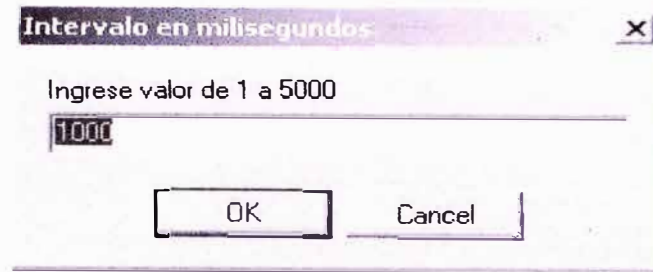 Intervalo en milisegundos
Ingrese valor de 1 a 5000
1000
OK
Cancel